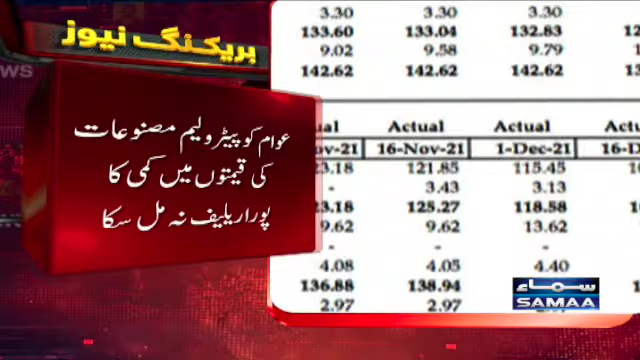 بریکنگ نیوز
NEWS
عوام کو پیٹرولیم مصنوعات
کی قیمتوں میں کمی کا
پورا ریلیف نہ مل سکا
3.30 3.30 3.30
133.60 133.04 132.83
9.02 9.58 9.79
142.62 142.62 142.62
Actual Actual
16-Nov-21 1-Dec-21
121.85 115.45
- 3.43 3.13
125.27 118.58
9.62 9.62 13.62
- - -
4.08 4.05 4.40
136.88 138.94
2.97 2.97
سماء
SAMAA